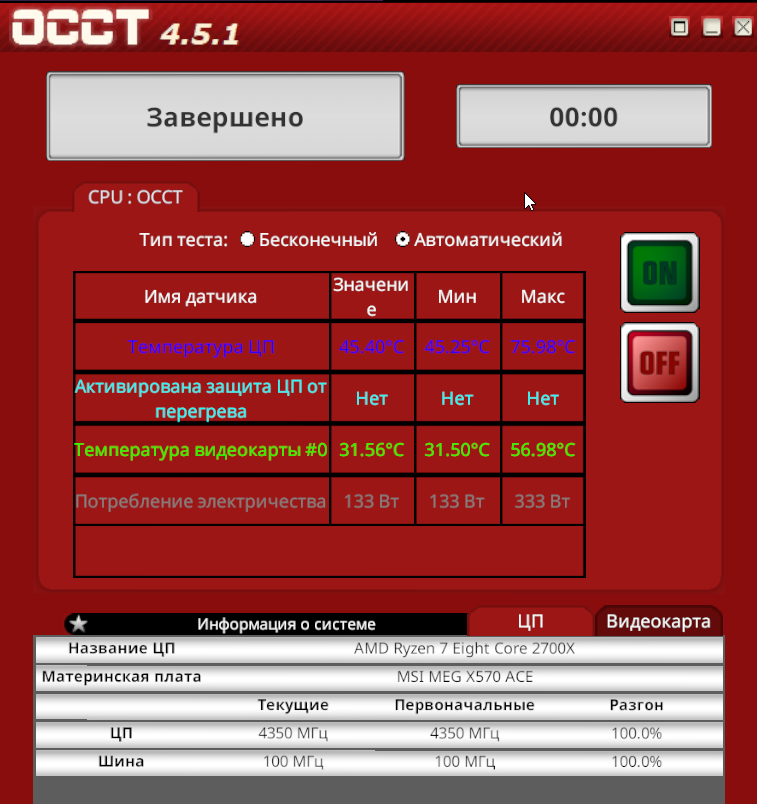 OCCT 4.5.1
Завершено
00:00
CPU : OCCT
Тип теста: Бесконечный Автоматический
ON
OFF
Имя датчика Значени
е Мин Макс
Температура ЦП 45.40°C 45.25°C 75.98°C
Активирована защита ЦП от
перегрева Нет Нет Нет
Температура видеокарты #0 31.56°C 31.50°C 56.98°C
Потребление электричества 133 Вт 133 Вт 333 Вт
Информация о системе ЦП Видеокарта
Название ЦП AMD Ryzen 7 Eight Core 2700X
Материнская плата MSI MEG X570 ACE
Текущие Первоначальные Разгон
ЦП 4350 МГц 4350 МГц 100.0%
Шина 100 МГц 100 МГц 100.0%